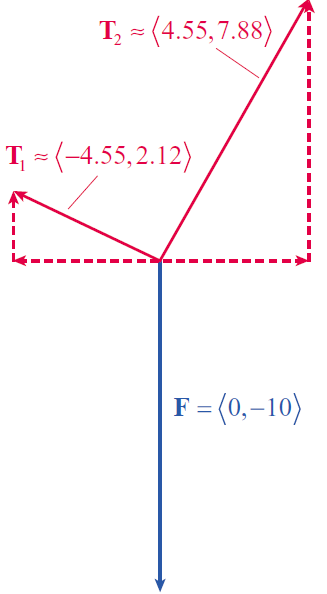 T₂ ≈ ⟨4.55, 7.88⟩
T₁ ≈ ⟨−4.55, 2.12⟩
F = ⟨0, −10⟩